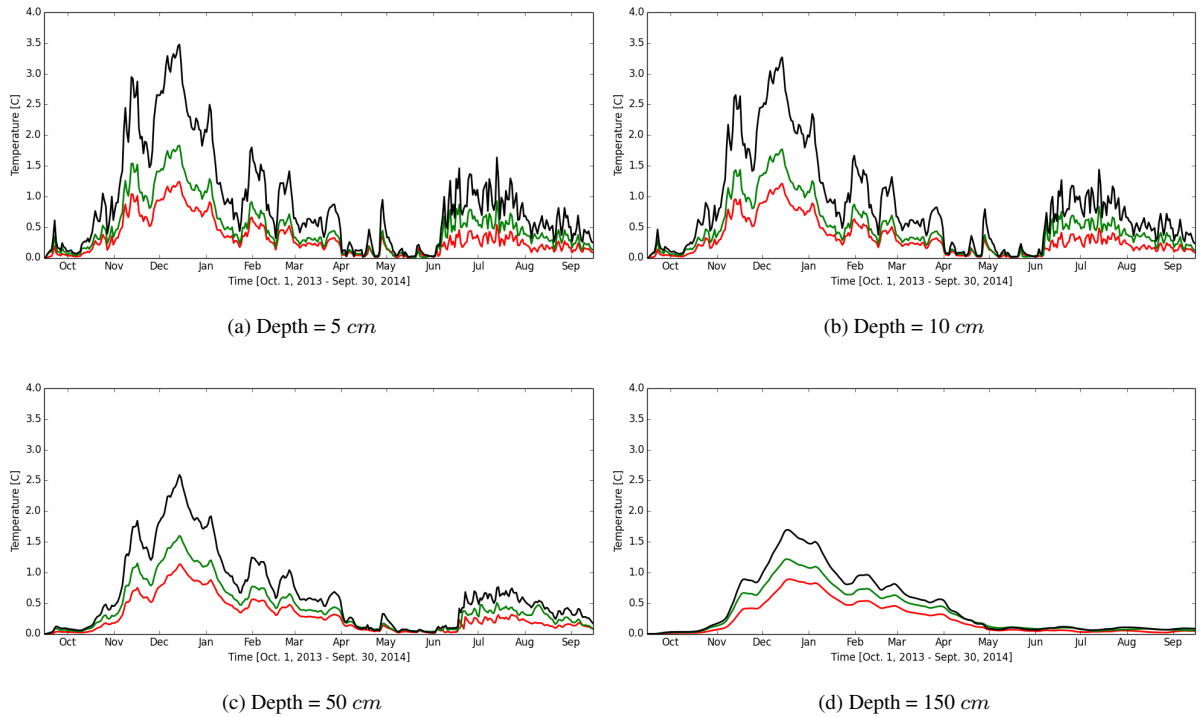 4.0
3.5
3.0
2.5
2.0
1.5
1.0
0.5
0.0
Temperature [C]
Oct Nov Dec Jan Feb Mar Apr May Jun Jul Aug Sep
Time [Oct. 1, 2013 - Sept. 30, 2014]
(a) Depth = 5 cm
4.0
3.5
3.0
2.5
2.0
1.5
1.0
0.5
0.0
Temperature [C]
Oct Nov Dec Jan Feb Mar Apr May Jun Jul Aug Sep
Time [Oct. 1, 2013 - Sept. 30, 2014]
(b) Depth = 10 cm
4.0
3.5
3.0
2.5
2.0
1.5
1.0
0.5
0.0
Temperature [C]
Oct Nov Dec Jan Feb Mar Apr May Jun Jul Aug Sep
Time [Oct. 1, 2013 - Sept. 30, 2014]
(c) Depth = 50 cm
4.0
3.5
3.0
2.5
2.0
1.5
1.0
0.5
0.0
Temperature [C]
Oct Nov Dec Jan Feb Mar Apr May Jun Jul Aug Sep
Time [Oct. 1, 2013 - Sept. 30, 2014]
(d) Depth = 150 cm